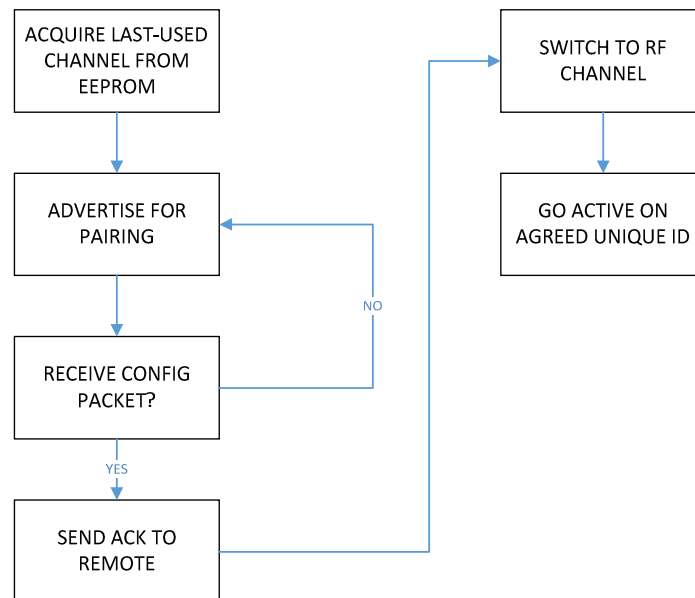 ACQUIRE LAST-USED
CHANNEL FROM
EEPROM
ADVERTISE FOR
PAIRING
NO
RECEIVE CONFIG
PACKET?
YES
SEND ACK TO
REMOTE
SWITCH TO RF
CHANNEL
GO ACTIVE ON
AGREED UNIQUE ID